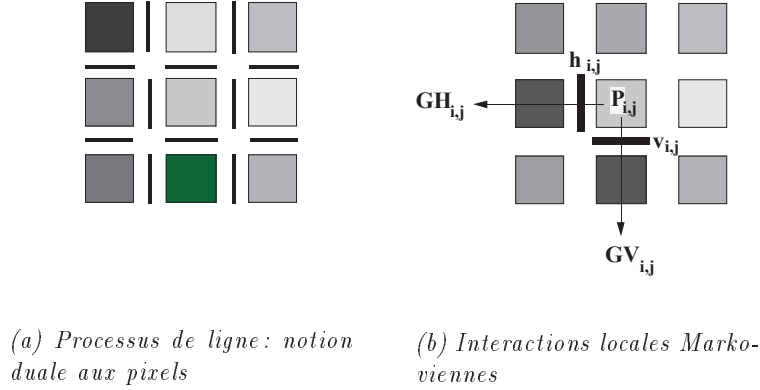 h i,j
GH i,j
P i,j
v i,j
GV i,j
(a) Processus de ligne : notion
duale aux pixels
(b) Interactions locales Marko-
viennes